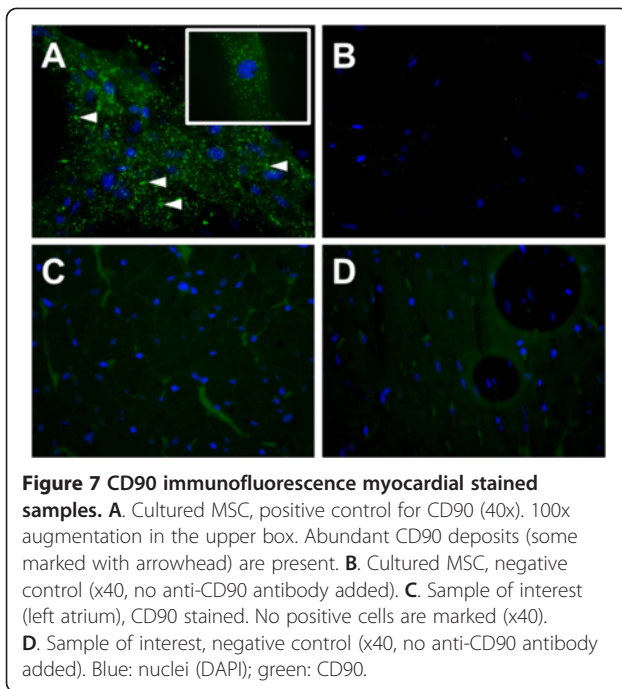 A
B
C
D
Figure 7 CD90 immunofluorescence myocardial stained
samples. A. Cultured MSC, positive control for CD90 (40x). 100x
augmentation in the upper box. Abundant CD90 deposits (some
marked with arrowhead) are present. B. Cultured MSC, negative
control (x40, no anti-CD90 antibody added). C. Sample of interest
(left atrium), CD90 stained. No positive cells are marked (x40).
D. Sample of interest, negative control (x40, no anti-CD90 antibody
added). Blue: nuclei (DAPI); green: CD90.